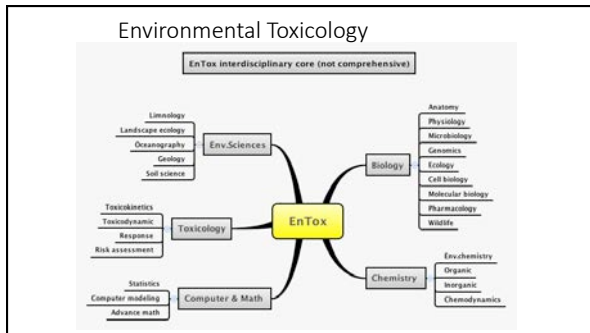 Environmental Toxicology
EnTox interdisciplinary core (not comprehensive)
Limnology
Landscape ecology
Oceanography
Geology
Soil science
Env.Sciences
Toxicokinetics
Toxicodynamic
Response
Risk assessment
Toxicology
Statistics
Computer modeling
Advance math
Computer & Math
EnTox
Biology
Anatomy
Physiology
Microbiology
Genomics
Ecology
Cell biology
Molecular biology
Pharmacology
Wildlife
Chemistry
Env.chemistry
Organic
Inorganic
Chemodynamics